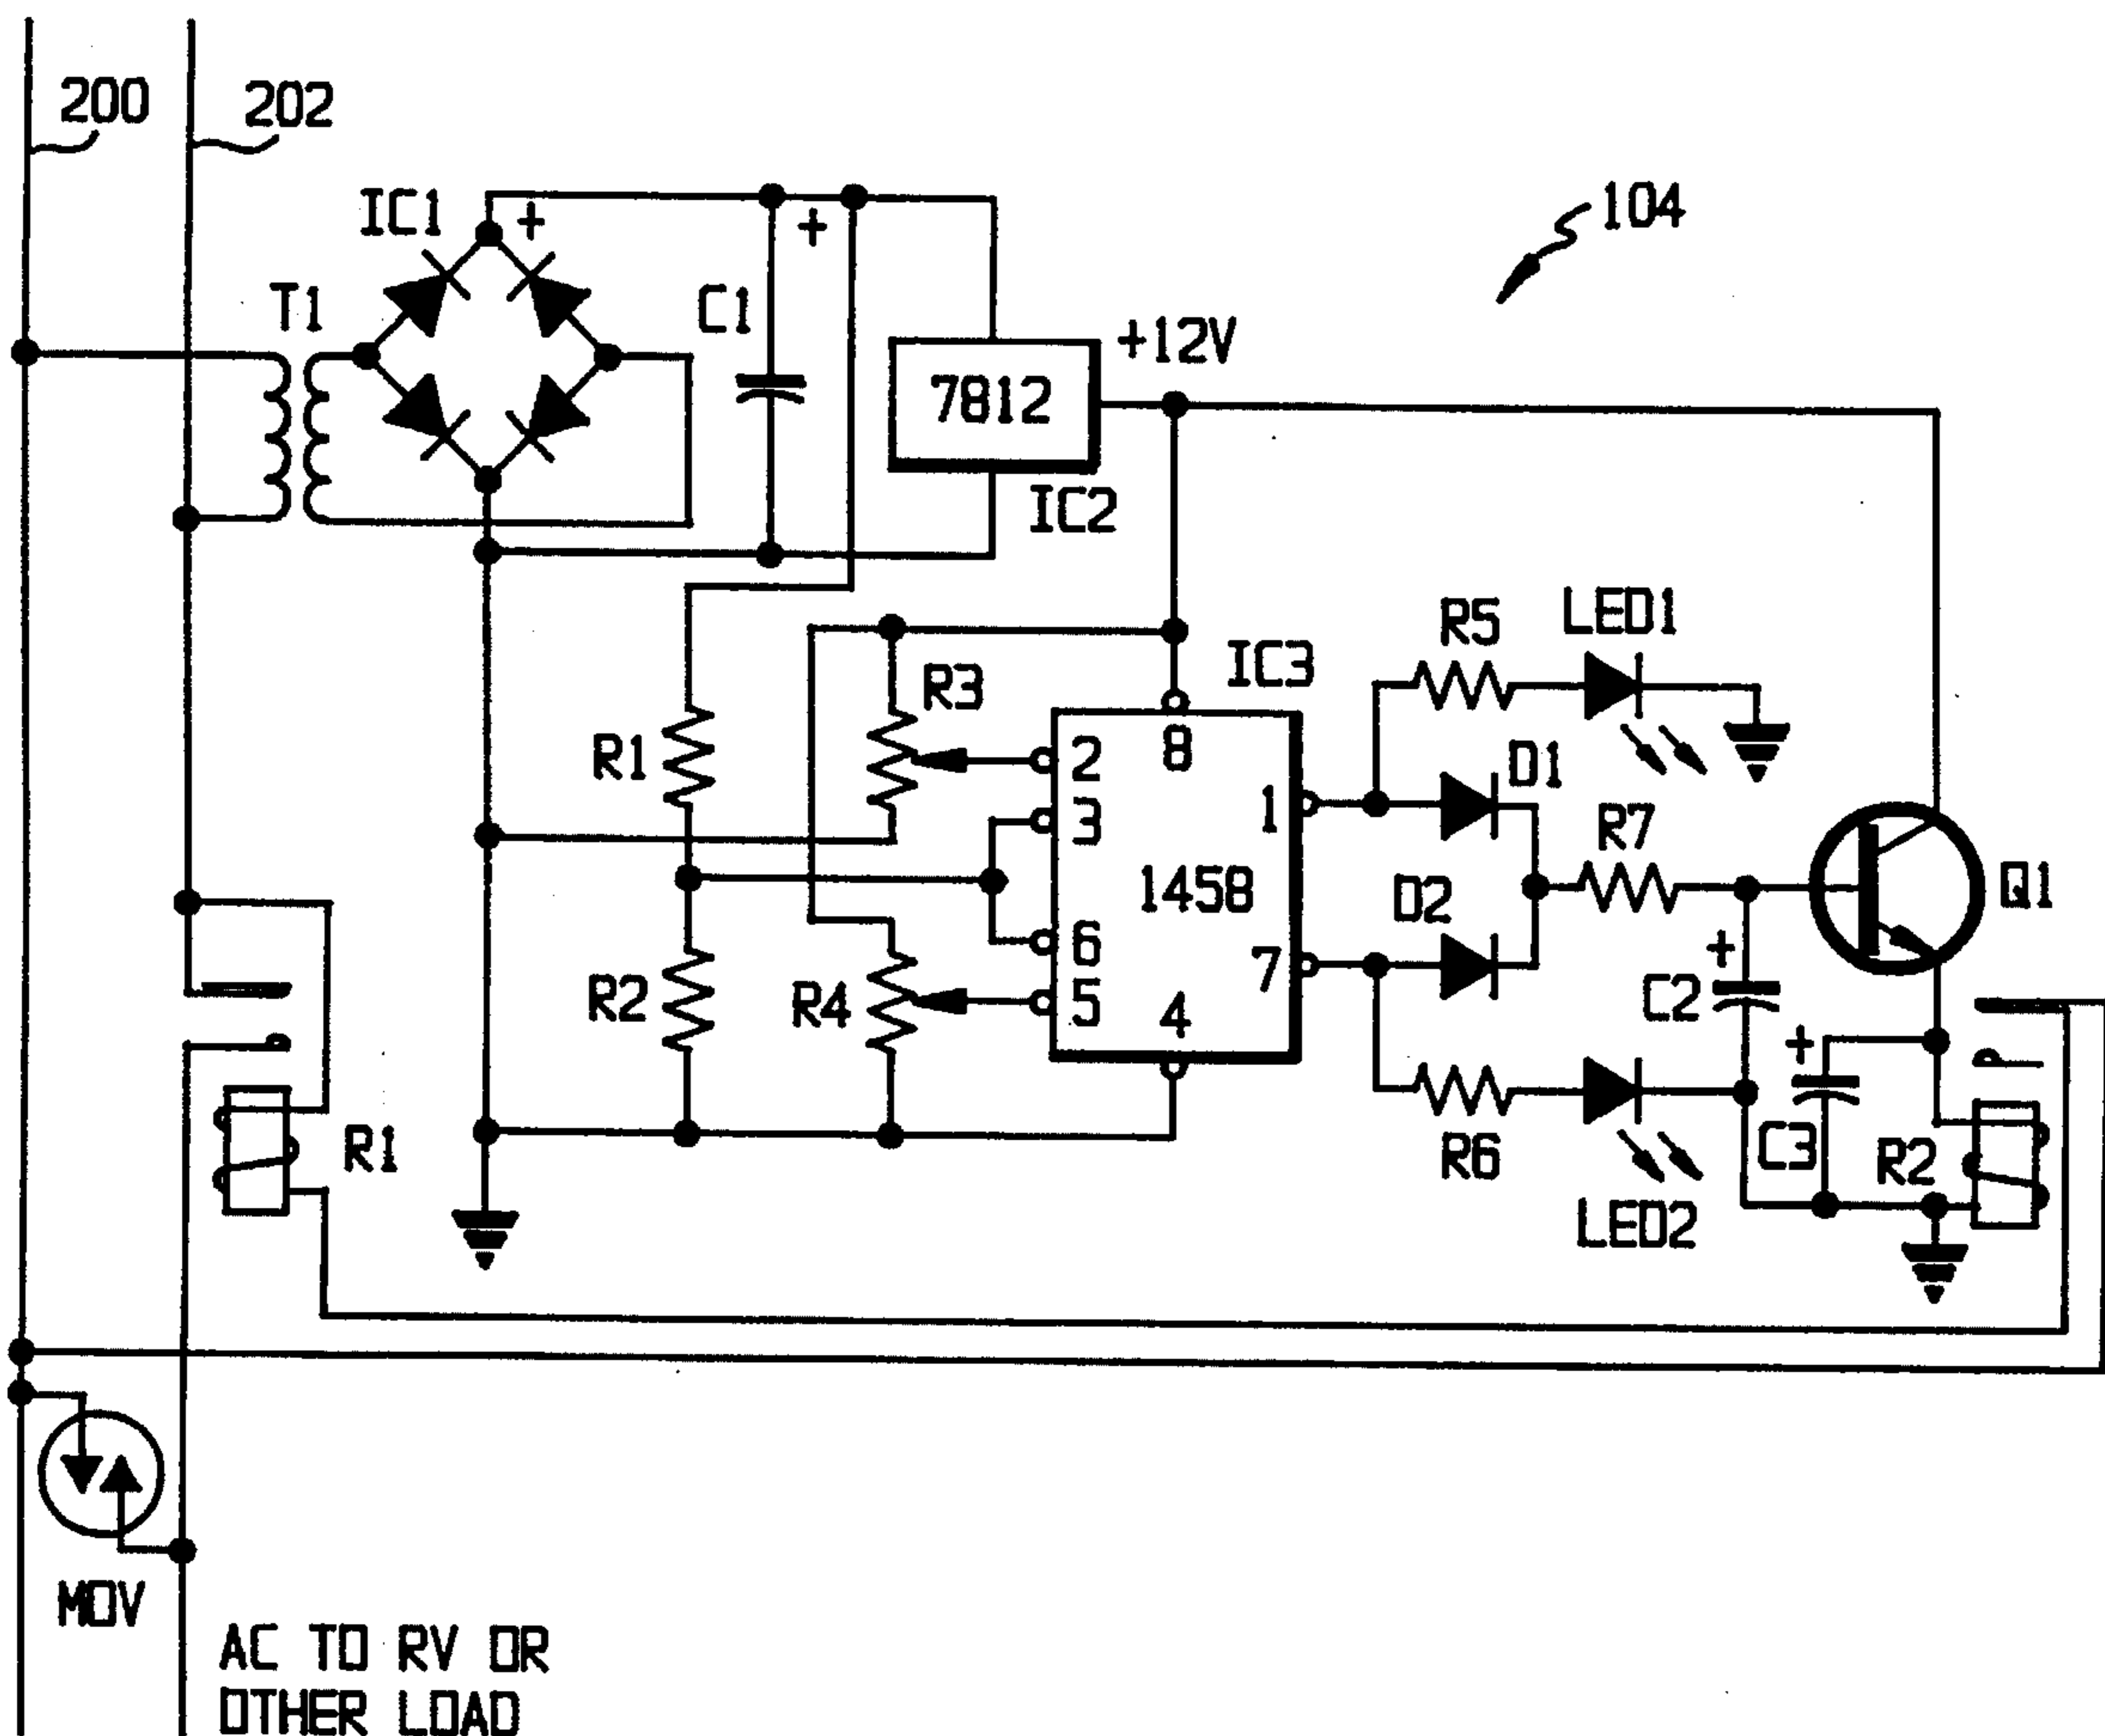 200
202
104
IC1
+
+
T1
C1
+12V
7812
IC2
R5
LED1
IC3
R3
R1
2
8
D1
3
1
R7
1458
D2
Q1
6
7
+
R2
R4
5
4
C2
+
R1
R6
C3
R2
LED2
MOV
AC TO RV OR
OTHER LOAD